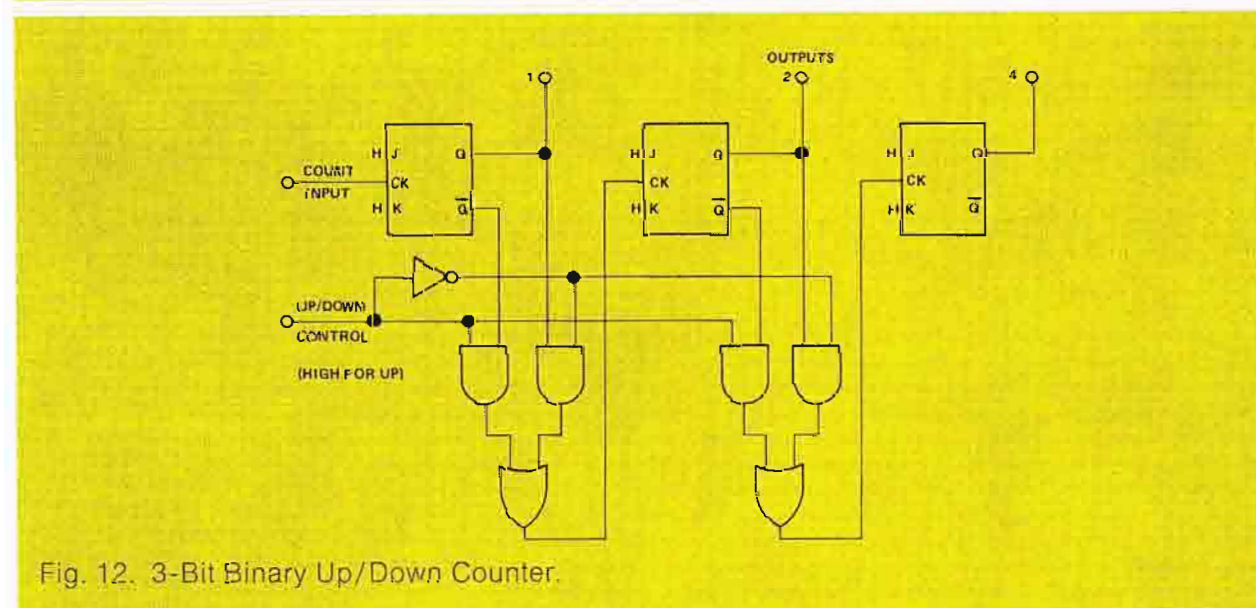 OUTPUTS
1
2
4
H J Q
COUNT
INPUT
CK
H K Q̅
H J Q
CK
H K Q̅
H J Q
CK
H K Q̅
UP/DOWN
CONTROL
(HIGH FOR UP)
Fig. 12. 3-Bit Binary Up/Down Counter.